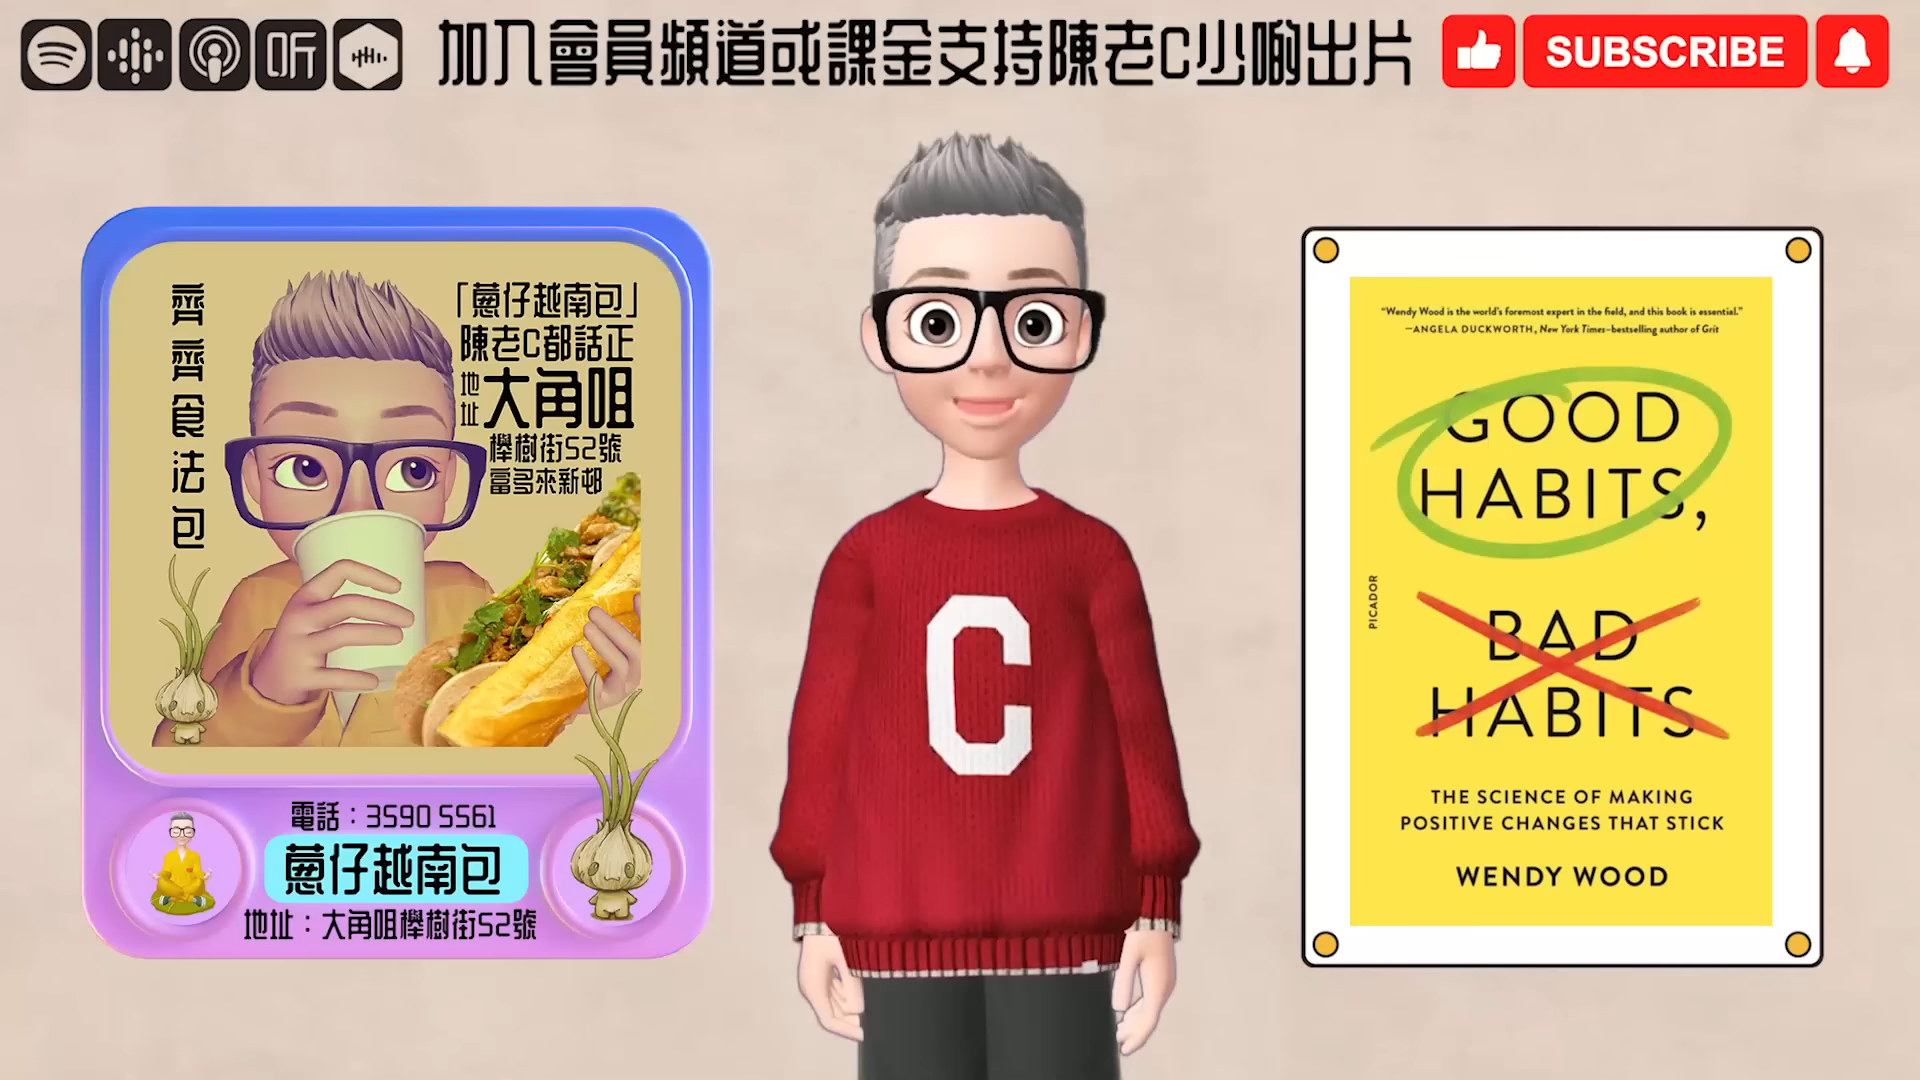 听
加入會員頻道或課金支持陳老C少啲出片
SUBSCRIBE
齊齊食法包
「蔥仔越南包」
陳老C都話正
地址大角咀
櫸樹街52號
富多來新邨
電話：3590 5561
蔥仔越南包
地址：大角咀櫸樹街52號
C
“Wendy Wood is the world’s foremost expert in the field, and this book is essential.”
—ANGELA DUCKWORTH, New York Times–bestselling author of Grit
GOOD
HABITS,
PICADOR
BAD
HABITS
THE SCIENCE OF MAKING
POSITIVE CHANGES THAT STICK
WENDY WOOD